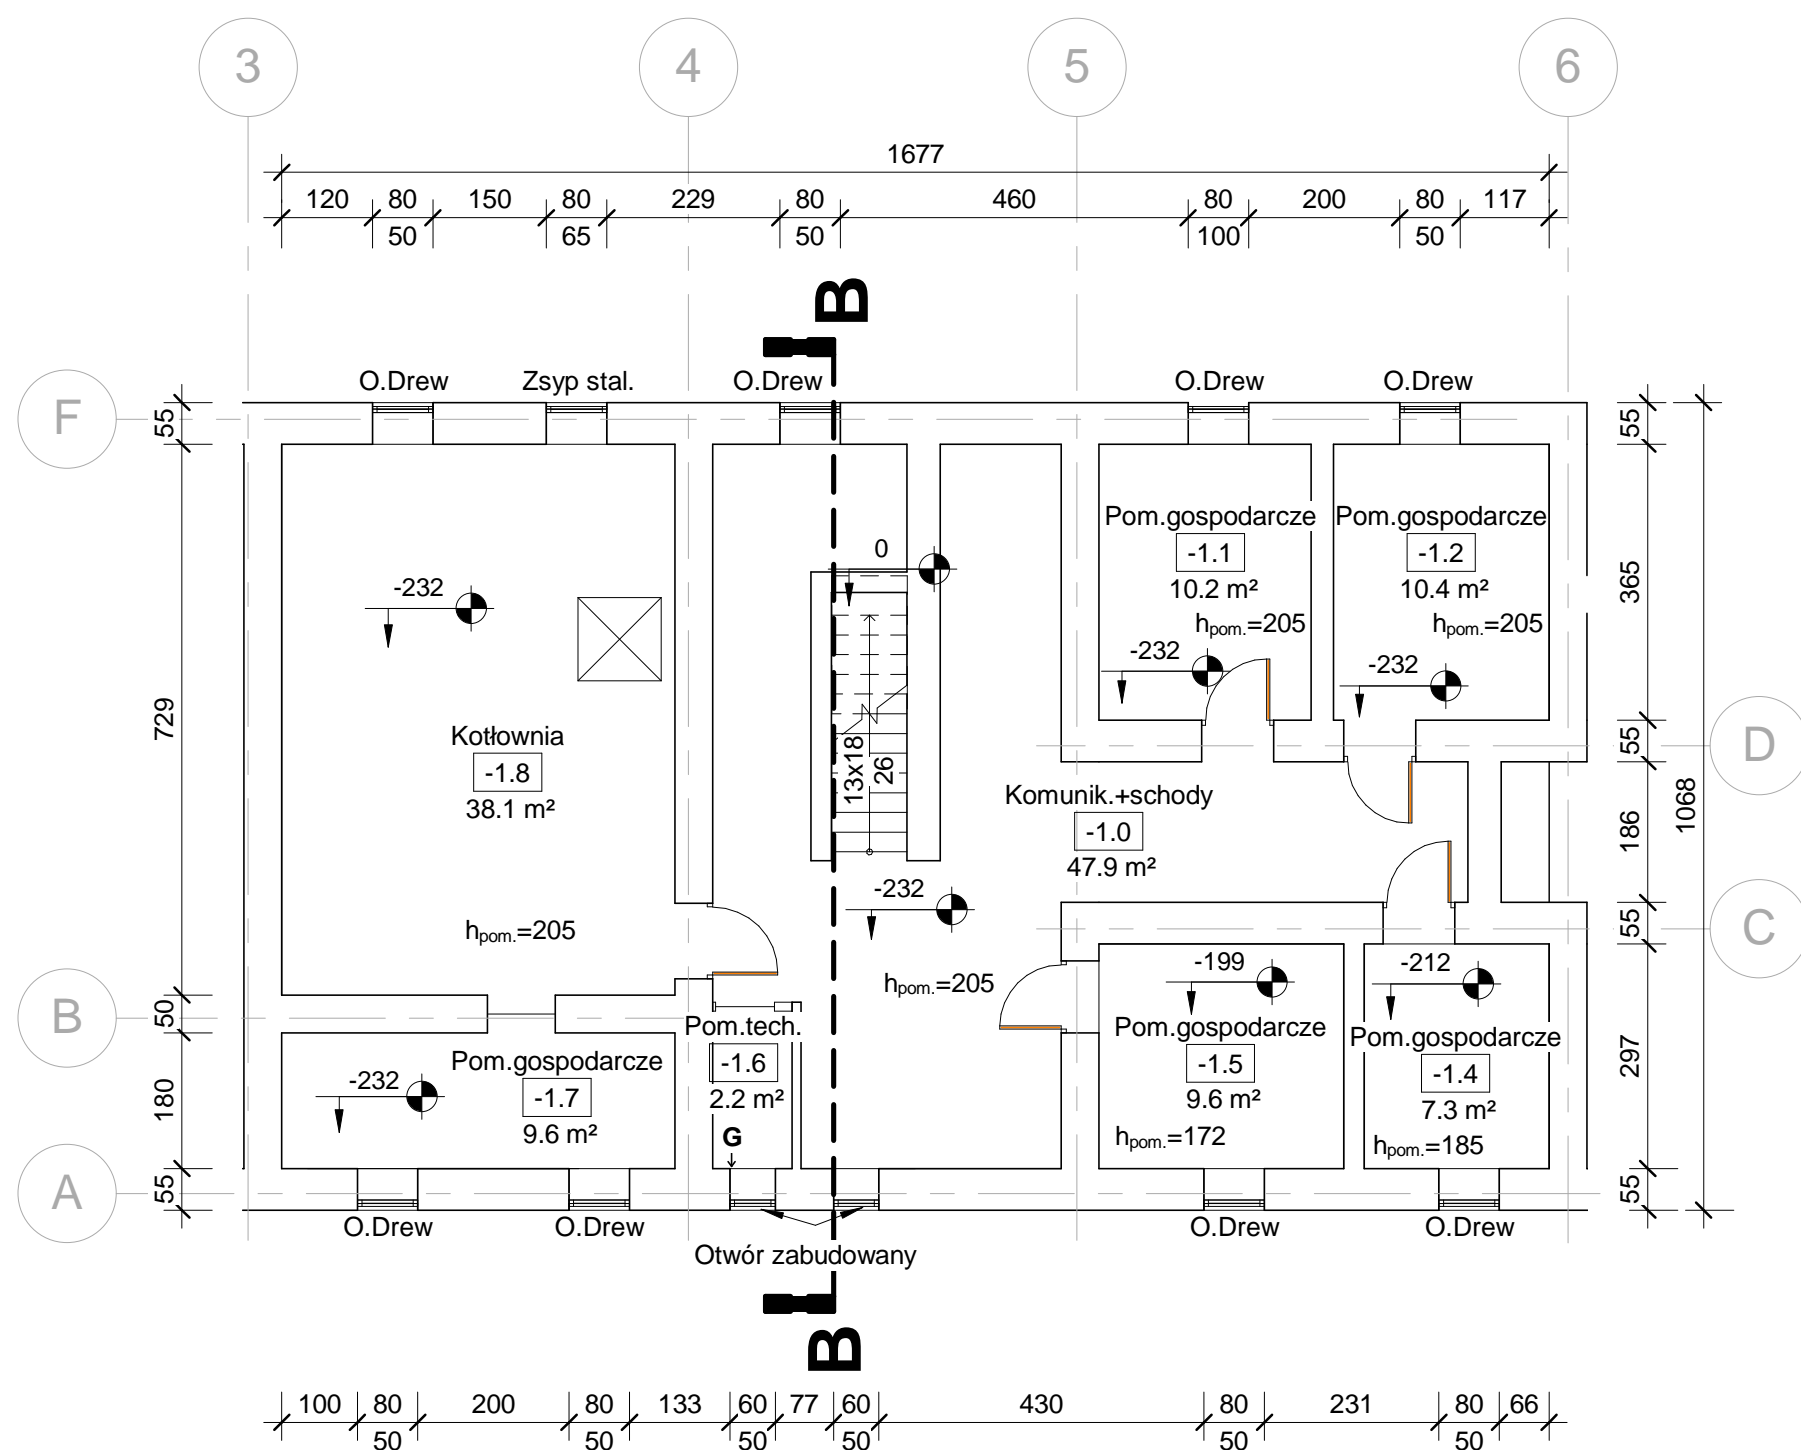 3 4 5 6
1677
120 80 150 80 229 80 460 80 200 80 117
50 65 50 100 50
B
O.Drew Zsyp stal. O.Drew O.Drew O.Drew
F
55
55
Pom.gospodarcze Pom.gospodarcze
-1.1 -1.2
10.2 m² 10.4 m²
hpom.=205 hpom.=205
0
-232
-232
-232
365
729
Kotłownia
-1.8
38.1 m²
13x18
26
D
55
Komunik.+schody
-1.0
47.9 m²
186
1068
-232
hpom.=205
C
55
-199
-212
hpom.=205
B
50
Pom.tech.
-1.6
2.2 m²
Pom.gospodarcze
-1.5
9.6 m²
hpom.=172
Pom.gospodarcze
-1.4
7.3 m²
hpom.=185
297
Pom.gospodarcze
-1.7
9.6 m²
-232
180
G
A
55
55
O.Drew O.Drew O.Drew O.Drew
Otwór zabudowany
B
100 80 200 80 133 60 77 60 430 80 231 80 66
50 50 50 50 50 50